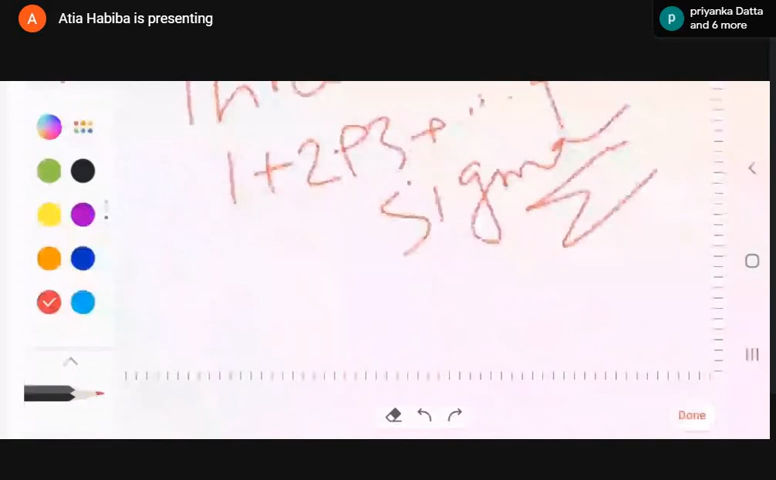 A Atia Habiba is presenting
p priyanka Datta
and 6 more
1+2+3+...
sigma Σ
Done